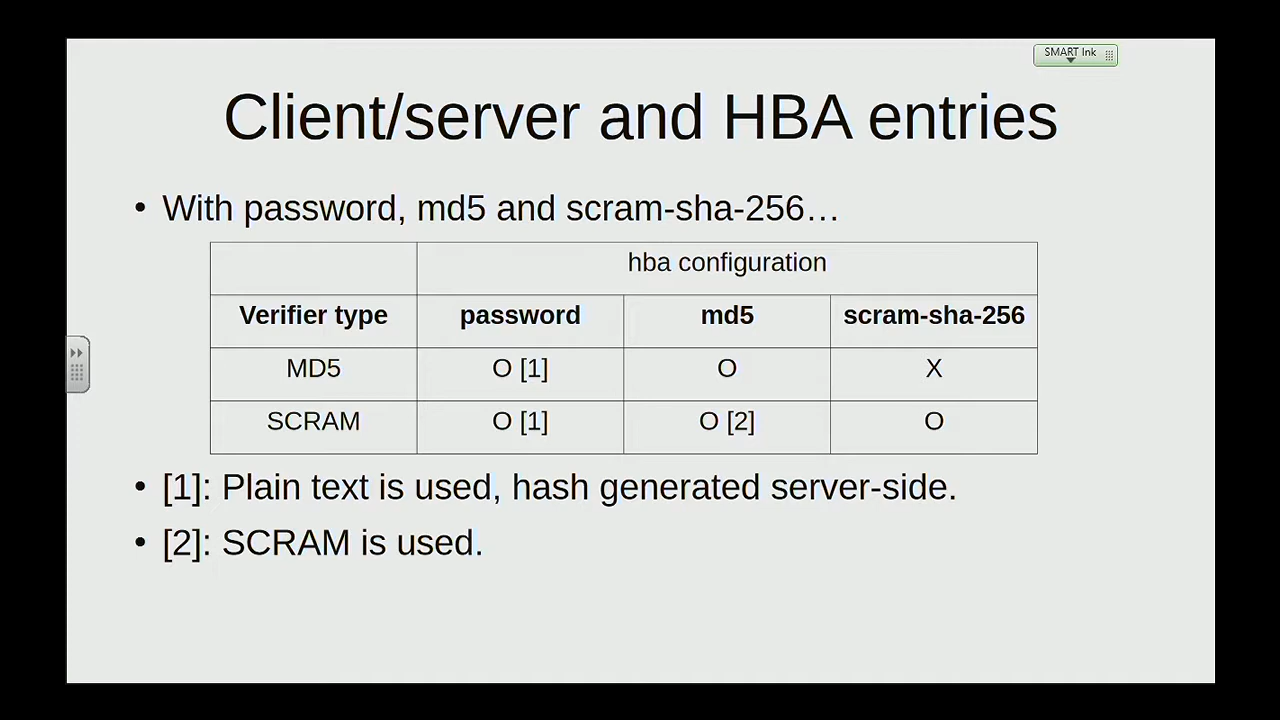 SMART Ink
Client/server and HBA entries
• With password, md5 and scram-sha-256…
hba configuration
Verifier type password md5 scram-sha-256
MD5 O [1] O X
SCRAM O [1] O [2] O
• [1]: Plain text is used, hash generated server-side.
• [2]: SCRAM is used.